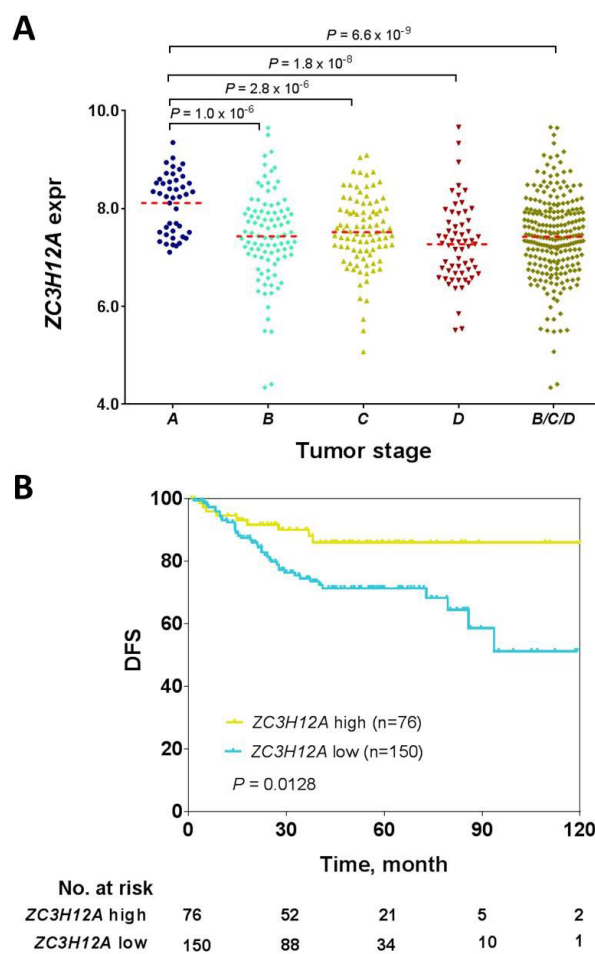 A
P = 6.6 x 10⁻⁹
P = 1.8 x 10⁻⁸
P = 2.8 x 10⁻⁶
P = 1.0 x 10⁻⁶
10.0
8.0
6.0
4.0
ZC3H12A expr
A B C D B/C/D
Tumor stage
B
100
80
60
40
20
0
DFS
ZC3H12A high (n=76)
ZC3H12A low (n=150)
P = 0.0128
0 30 60 90 120
Time, month
No. at risk
ZC3H12A high 76 52 21 5 2
ZC3H12A low 150 88 34 10 1